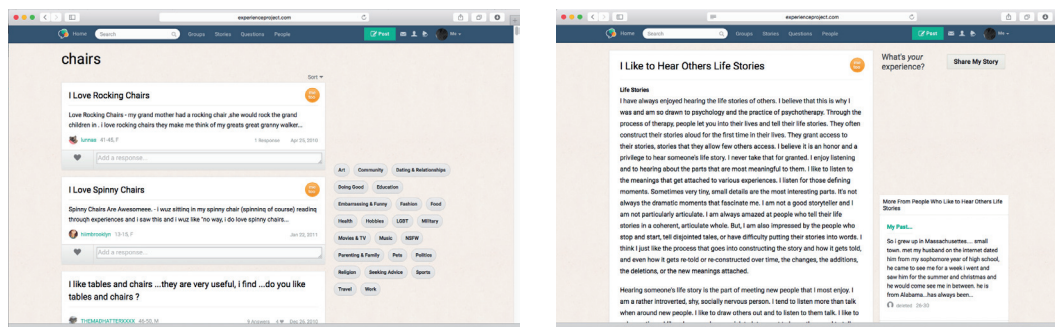 experienceproject.com
Home Search Groups Stories Questions People Post Me
chairs
Sort
I Love Rocking Chairs
Love Rocking Chairs - my grand mother had a rocking chair ,she would rock the grand
children in . i love rocking chairs they make me think of my greats great granny walker...
41-45, F 1 Response Apr 23, 2010
Add a response...
I Love Spinny Chairs
Spinny Chairs Are Awesomeee. - i wuz sitting in my spinny chair (spinning of course) reading
through experiences and i saw this and i wuz like "no way, i do love spinny chairs...
himbrooklyn 13-15, F Jan 22, 2011
Add a response...
I like tables and chairs ...they are very useful, i find ...do you like
tables and chairs ?
THEMADHATTERXXXX 46-50, M 9 Answers 4 Dec 25, 2010
Art Community Dating & Relationships
Doing Good Education
Embarrassing & Funny Fashion Food
Health Hobbies LGBT Military
Movies & TV Music NSFW
Parenting & Family Pets Politics
Religion Seeking Advice Sports
Travel Work
experienceproject.com
Home Search Groups Stories Questions People Post Me
I Like to Hear Others Life Stories
Life Stories
I have always enjoyed hearing the life stories of others. I believe that this is why I
was and am so drawn to psychology and the practice of psychotherapy. Through the
process of therapy, people let you into their lives and tell their life stories. They often
construct their stories aloud for the first time in their lives. They grant access to
their stories, stories that they allow few others access. I believe it is an honor and a
privilege to hear someone's life story. I never take that for granted. I enjoy listening
and to hearing about the parts that are most meaningful to them. I like to listen to
the meanings that get attached to various experiences. I listen for those defining
moments. Sometimes very tiny, small details are the most interesting parts. It's not
always the dramatic moments that fascinate me. I am not a good storyteller and I
am not particularly articulate. I am always amazed at people who tell their life
stories in a coherent, articulate whole. But, I am also impressed by the people who
stop and start, tell disjointed tales, or have difficulty putting their stories into words. I
think I just like the process that goes into constructing the story and how it gets told,
and even how it gets re-told or re-constructed over time, the changes, the additions,
the deletions, or the new meanings attached.
Hearing someone's life story is the part of meeting new people that I most enjoy. I
am a rather introverted, shy, socially nervous person. I tend to listen more than talk
when around new people. I like to do more listening than to them talk. I like to
What's your
experience?
Share My Story
More From People Who Like to Hear Others Life
Stories
My Past...
So i grew up in Massachusettes.... small
town. met my husband on the internet dated
him from my sophomore year of high school,
he came to see me for a week i went and
saw him for the summer and christmas and
he would come see me in between. he is
from Alabama...has always been...
26-30